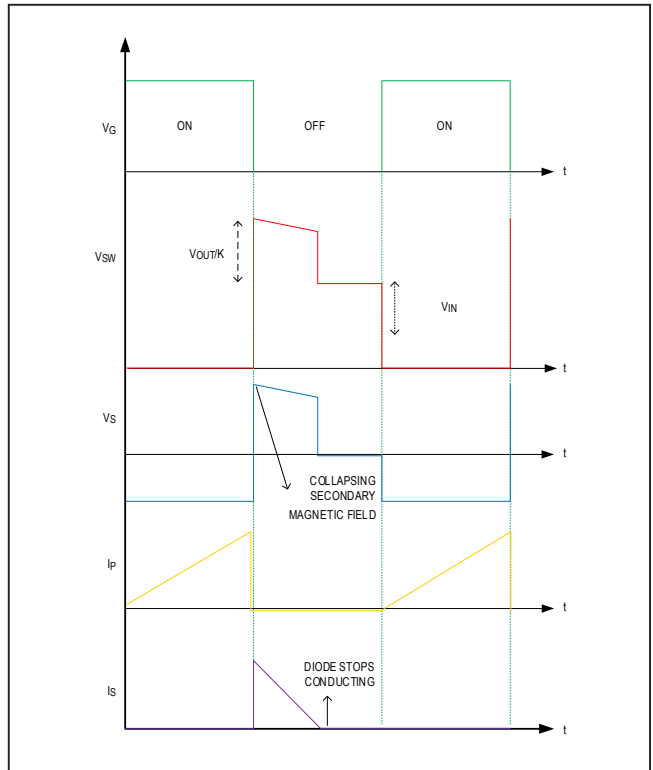 VG
ON
OFF
ON
t
VSW
VOUT/K
VIN
t
VS
t
COLLAPSING
SECONDARY
MAGNETIC FIELD
IP
t
IS
DIODE STOPS
CONDUCTING
t